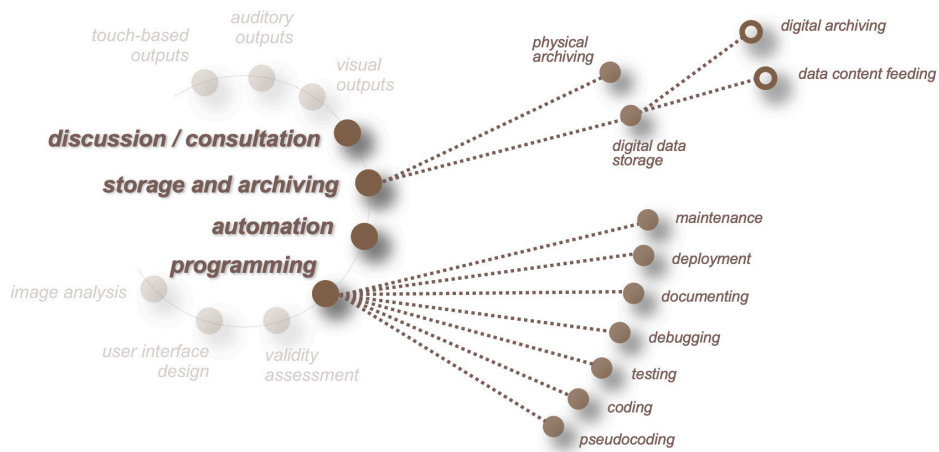 auditory
outputs
touch-based
outputs
visual
outputs
discussion / consultation
storage and archiving
automation
programming
image analysis
user interface
design
validity
assessment
physical
archiving
digital archiving
data content feeding
digital data
storage
maintenance
deployment
documenting
debugging
testing
coding
pseudocoding